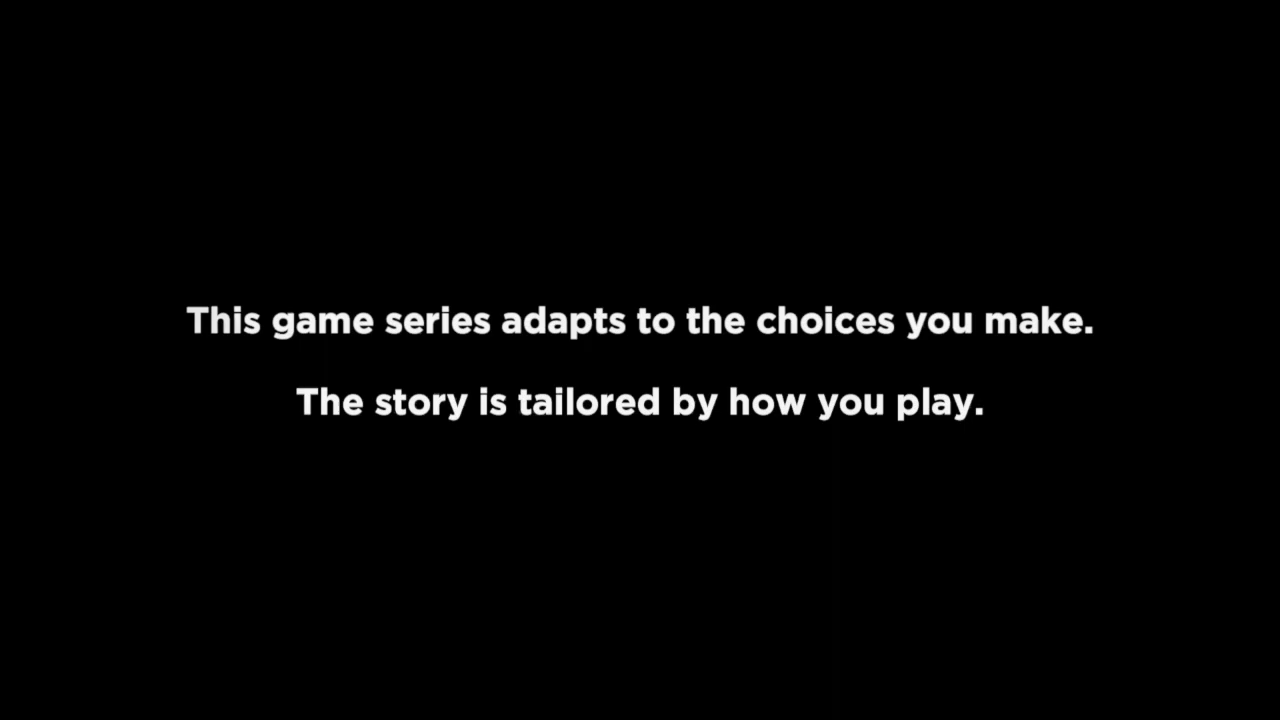 This game series adapts to the choices you make.
The story is tailored by how you play.